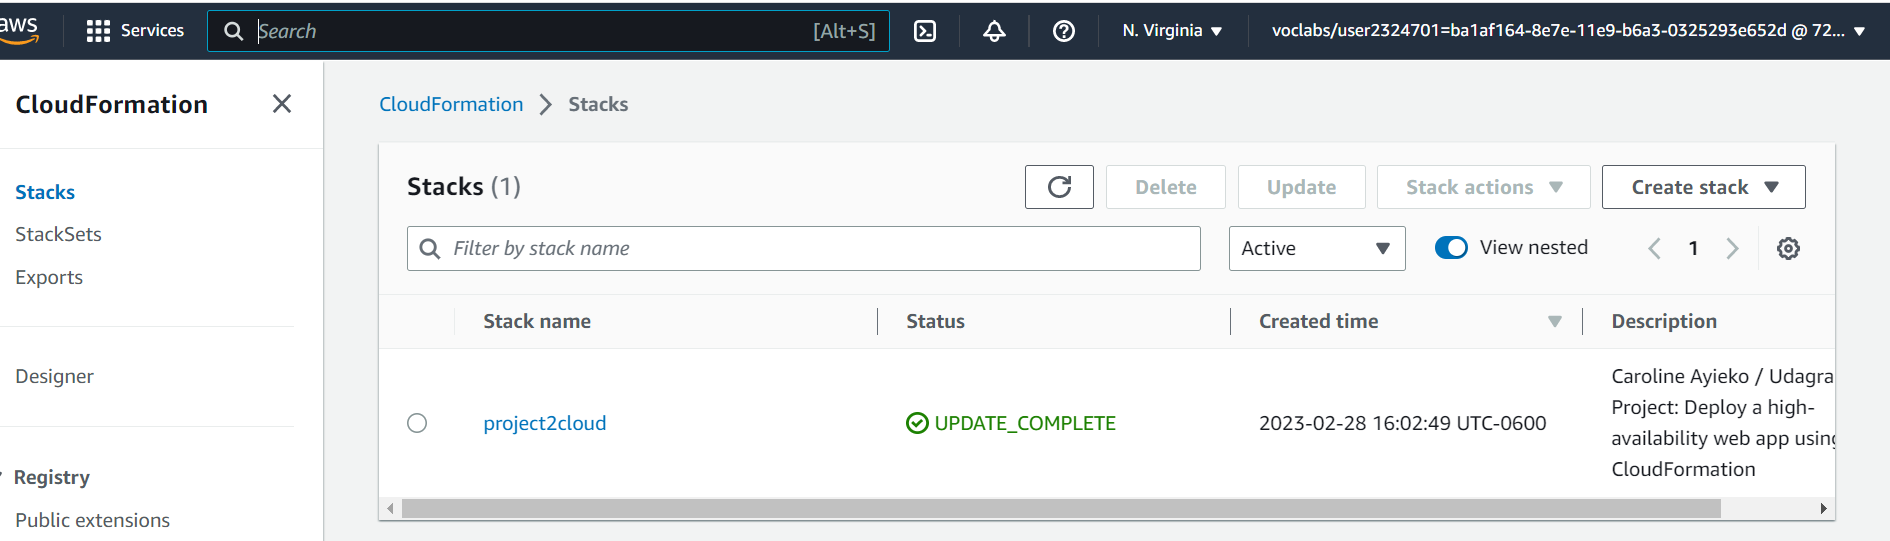 aws
Services
Search
[Alt+S]
N. Virginia
voclabs/user2324701=ba1af164-8e7e-11e9-b6a3-0325293e652d @ 72...
CloudFormation
CloudFormation
Stacks
Stacks
StackSets
Exports
Designer
Registry
Public extensions
Stacks (1)
Delete
Update
Stack actions
Create stack
Filter by stack name
Active
View nested
1
Stack name
Status
Created time
Description
project2cloud
UPDATE_COMPLETE
2023-02-28 16:02:49 UTC-0600
Caroline Ayieko / Udagra
Project: Deploy a high-
availability web app using
CloudFormation